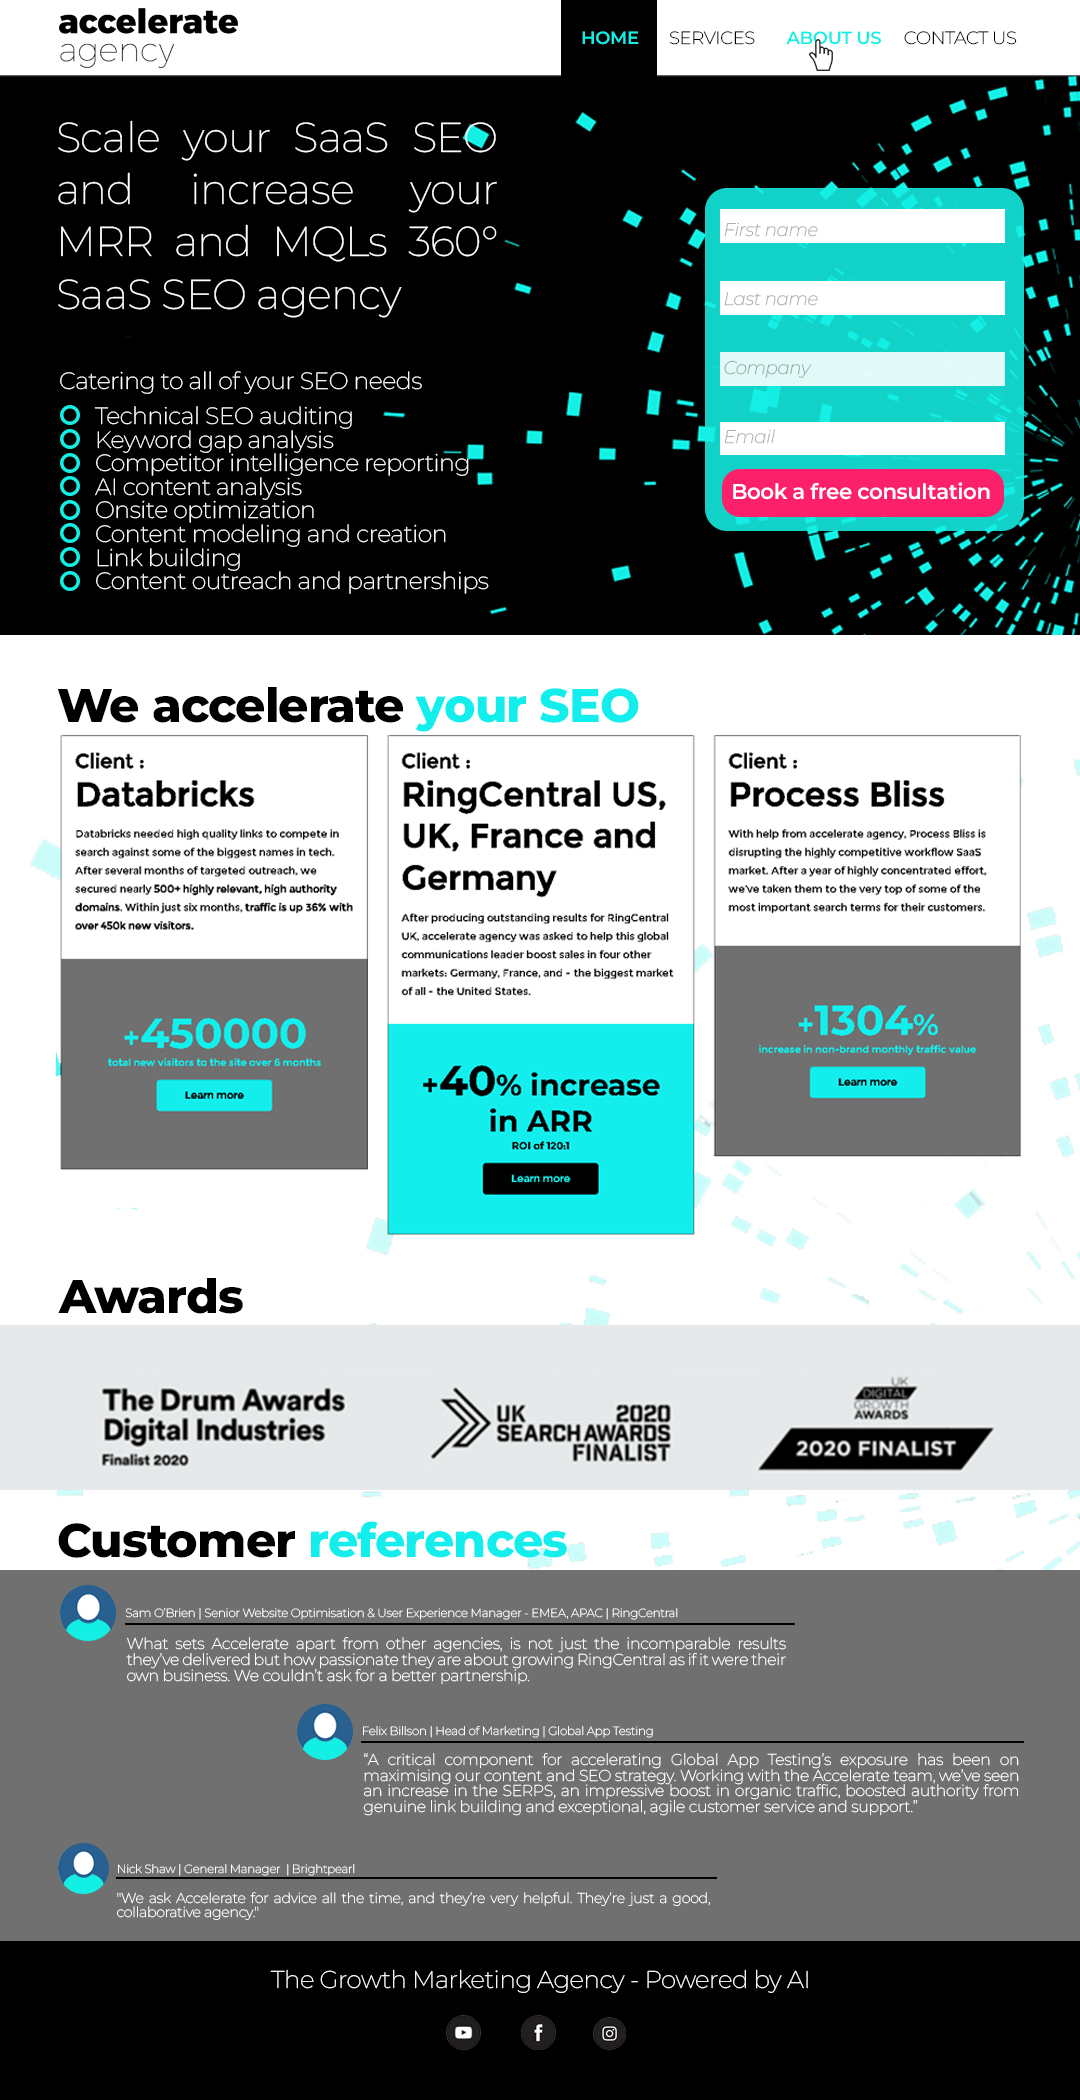 accelerate
agency
HOME SERVICES ABOUT US CONTACT US
Scale your SaaS SEO
and increase your
MRR and MQLs 360°
SaaS SEO agency
Catering to all of your SEO needs
Technical SEO auditing
Keyword gap analysis
Competitor intelligence reporting
AI content analysis
Onsite optimization
Content modeling and creation
Link building
Content outreach and partnerships
First name
Last name
Company
Email
Book a free consultation
We accelerate your SEO
Client :
Databricks
Databricks needed high quality links to compete in
search against some of the biggest names in tech.
After several months of targeted outreach, we
secured nearly 500+ highly relevant, high authority
domains. Within just six months, traffic is up 36% with
over 450k new visitors.
+450000
total new visitors to the site over 6 months
Learn more
Client :
RingCentral US,
UK, France and
Germany
After producing outstanding results for RingCentral
UK, accelerate agency was asked to help this global
communications leader boost sales in four other
markets: Germany, France, and - the biggest market
of all - the United States.
+40% increase
in ARR
ROI of 120:1
Learn more
Client :
Process Bliss
With help from accelerate agency, Process Bliss is
disrupting the highly competitive workflow SaaS
market. After a year of highly concentrated effort,
we've taken them to the very top of some of the
most important search terms for their customers.
+1304%
increase in non-brand monthly traffic value
Learn more
Awards
The Drum Awards
Digital Industries
Finalist 2020
UK 2020
SEARCH AWARDS
FINALIST
UK
DIGITAL
GROWTH
AWARDS
2020 FINALIST
Customer references
Sam O'Brien | Senior Website Optimisation & User Experience Manager - EMEA, APAC | RingCentral
What sets Accelerate apart from other agencies, is not just the incomparable results
they've delivered but how passionate they are about growing RingCentral as if it were their
own business. We couldn't ask for a better partnership.
Felix Billson | Head of Marketing | Global App Testing
“A critical component for accelerating Global App Testing's exposure has been on
maximising our content and SEO strategy. Working with the Accelerate team, we've seen
an increase in the SERPS, an impressive boost in organic traffic, boosted authority from
genuine link building and exceptional, agile customer service and support.”
Nick Shaw | General Manager | Brightpearl
"We ask Accelerate for advice all the time, and they're very helpful. They're just a good,
collaborative agency."
The Growth Marketing Agency - Powered by AI